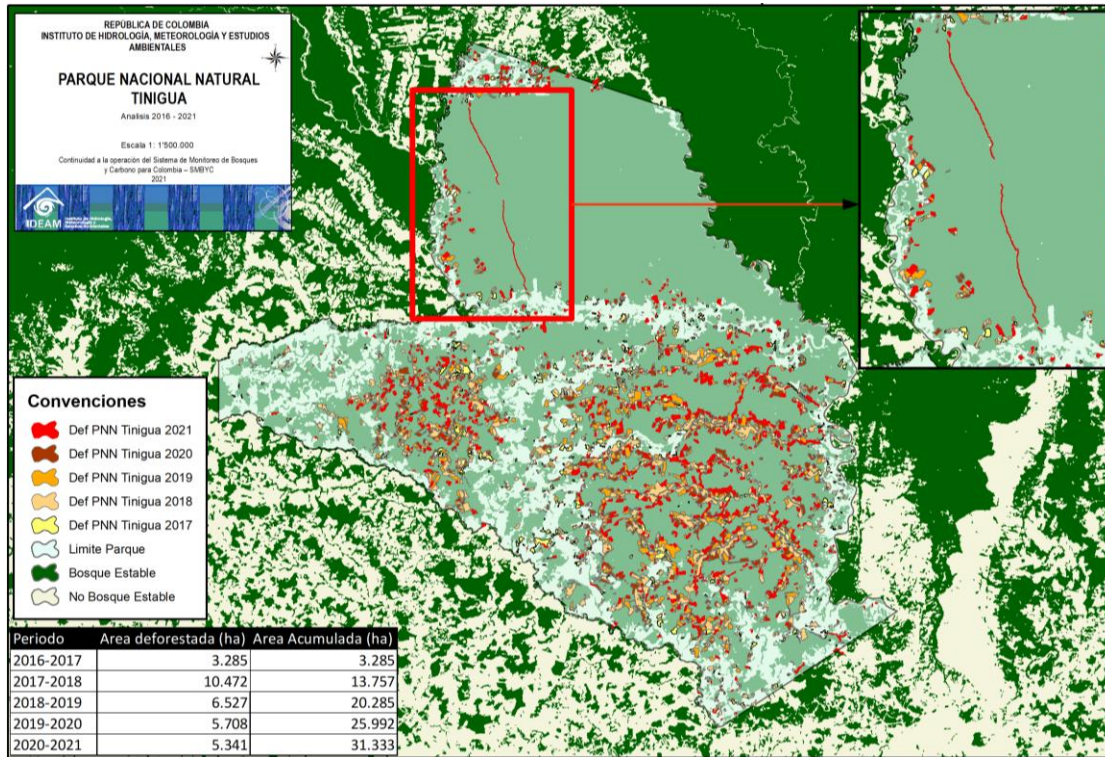 REPÚBLICA DE COLOMBIA
INSTITUTO DE HIDROLOGÍA, METEOROLOGÍA Y ESTUDIOS
AMBIENTALES
PARQUE NACIONAL NATURAL
TINIGUA
Analisis 2016 - 2021
Escala 1: 1'500.000
Continuidad a la operación del Sistema de Monitoreo de Bosques
y Carbono para Colombia – SMBYC
2021
IDEAM
Convenciones
Def PNN Tinigua 2021
Def PNN Tinigua 2020
Def PNN Tinigua 2019
Def PNN Tinigua 2018
Def PNN Tinigua 2017
Limite Parque
Bosque Estable
No Bosque Estable
Periodo Area deforestada (ha) Area Acumulada (ha)
2016-2017 3.285 3.285
2017-2018 10.472 13.757
2018-2019 6.527 20.285
2019-2020 5.708 25.992
2020-2021 5.341 31.333